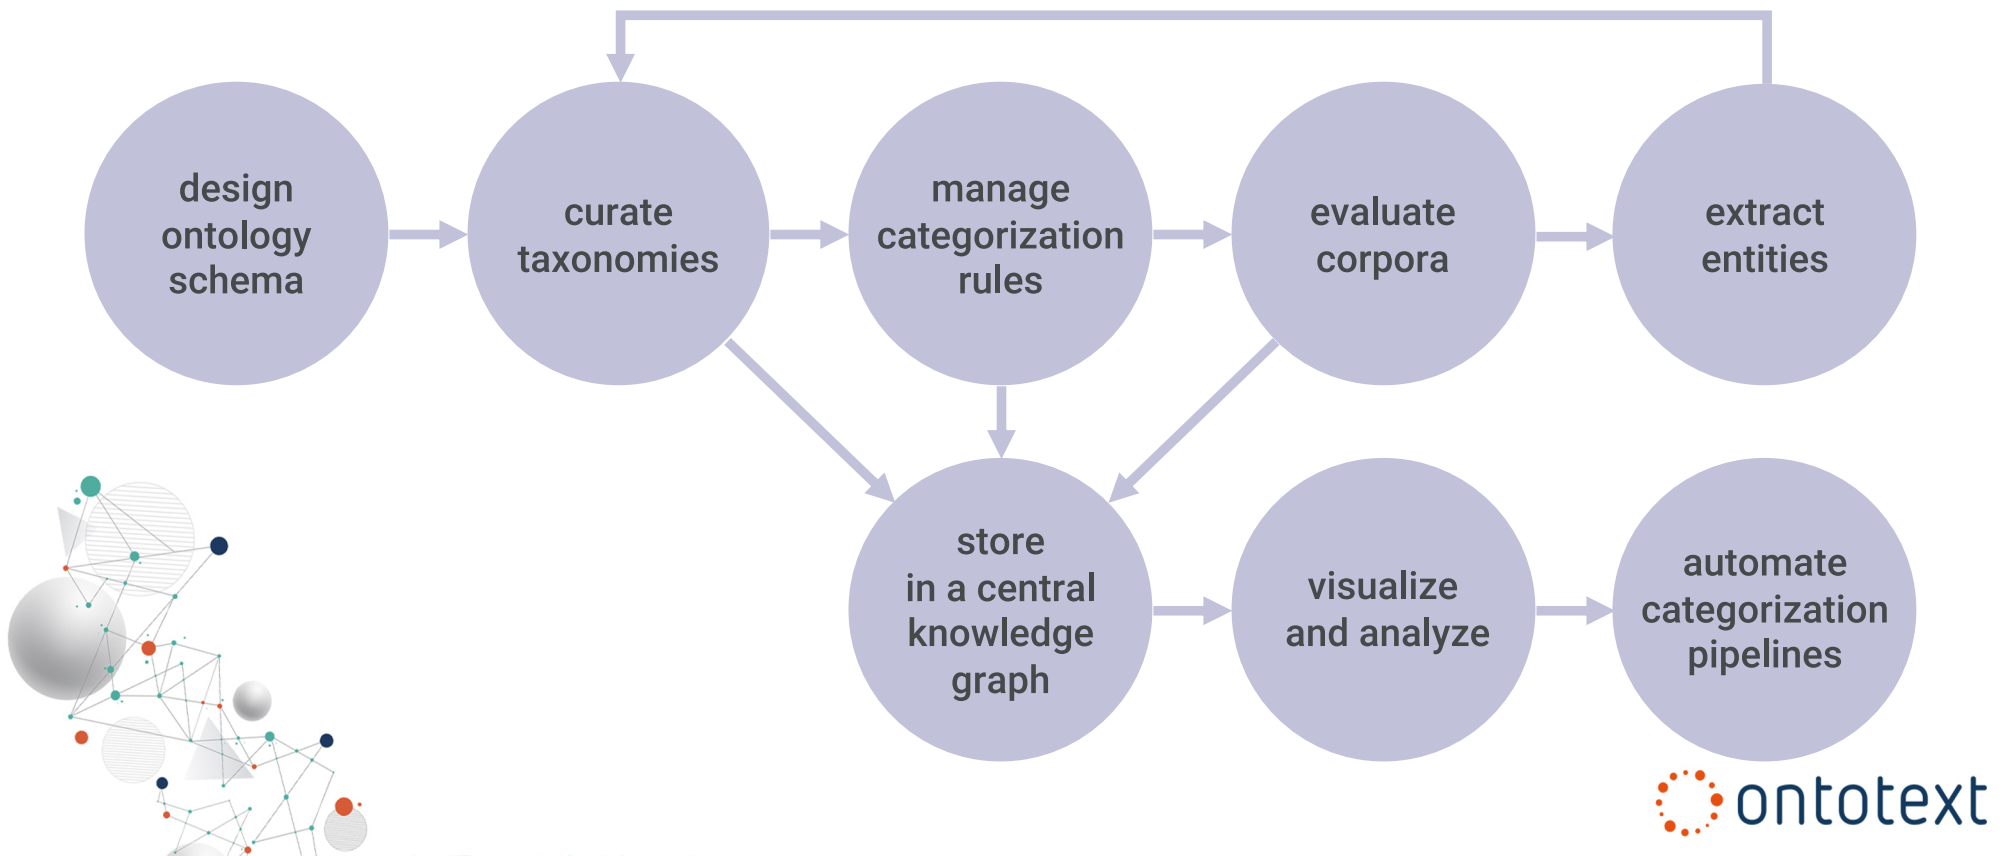 design
ontology
schema
curate
taxonomies
manage
categorization
rules
evaluate
corpora
extract
entities
store
in a central
knowledge
graph
visualize
and analyze
automate
categorization
pipelines
ontotext